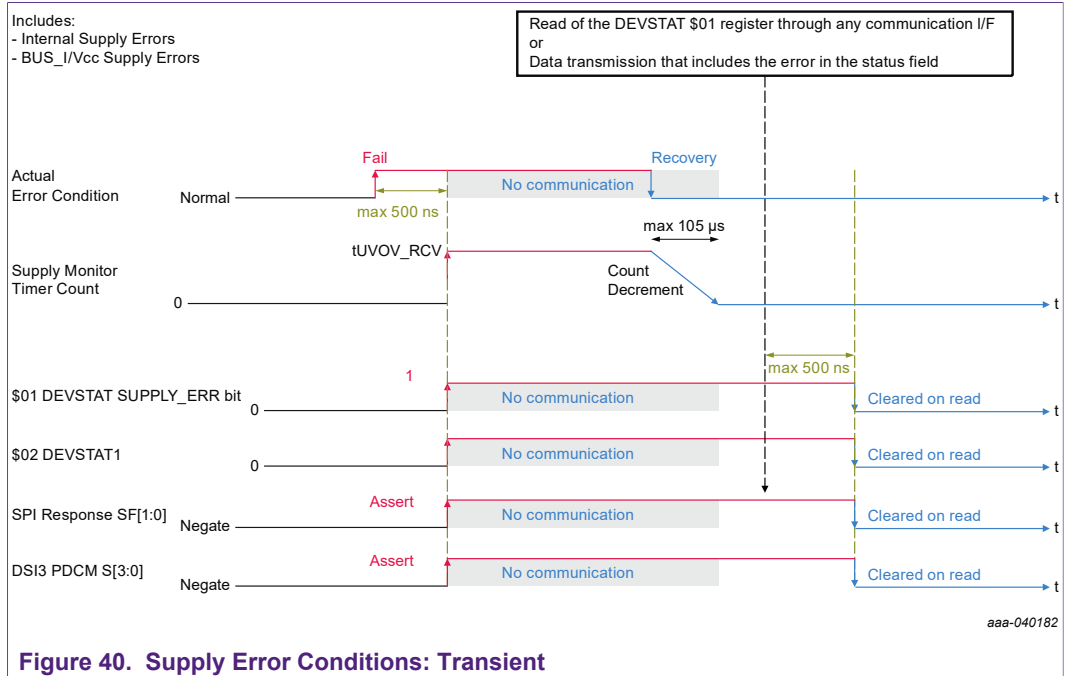 Includes:
- Internal Supply Errors
- BUS_I/Vcc Supply Errors
Read of the DEVSTAT $01 register through any communication I/F
or
Data transmission that includes the error in the status field
Fail
Recovery
Actual
Error Condition
Normal
No communication
t
max 500 ns
max 105 µs
tUVOV_RCV
Supply Monitor
Timer Count
Count
Decrement
0
t
max 500 ns
1
$01 DEVSTAT SUPPLY_ERR bit
0
No communication
Cleared on read
t
$02 DEVSTAT1
0
No communication
Cleared on read
t
Assert
SPI Response SF[1:0]
Negate
No communication
Cleared on read
t
Assert
DSI3 PDCM S[3:0]
Negate
No communication
Cleared on read
t
aaa-040182
Figure 40. Supply Error Conditions: Transient